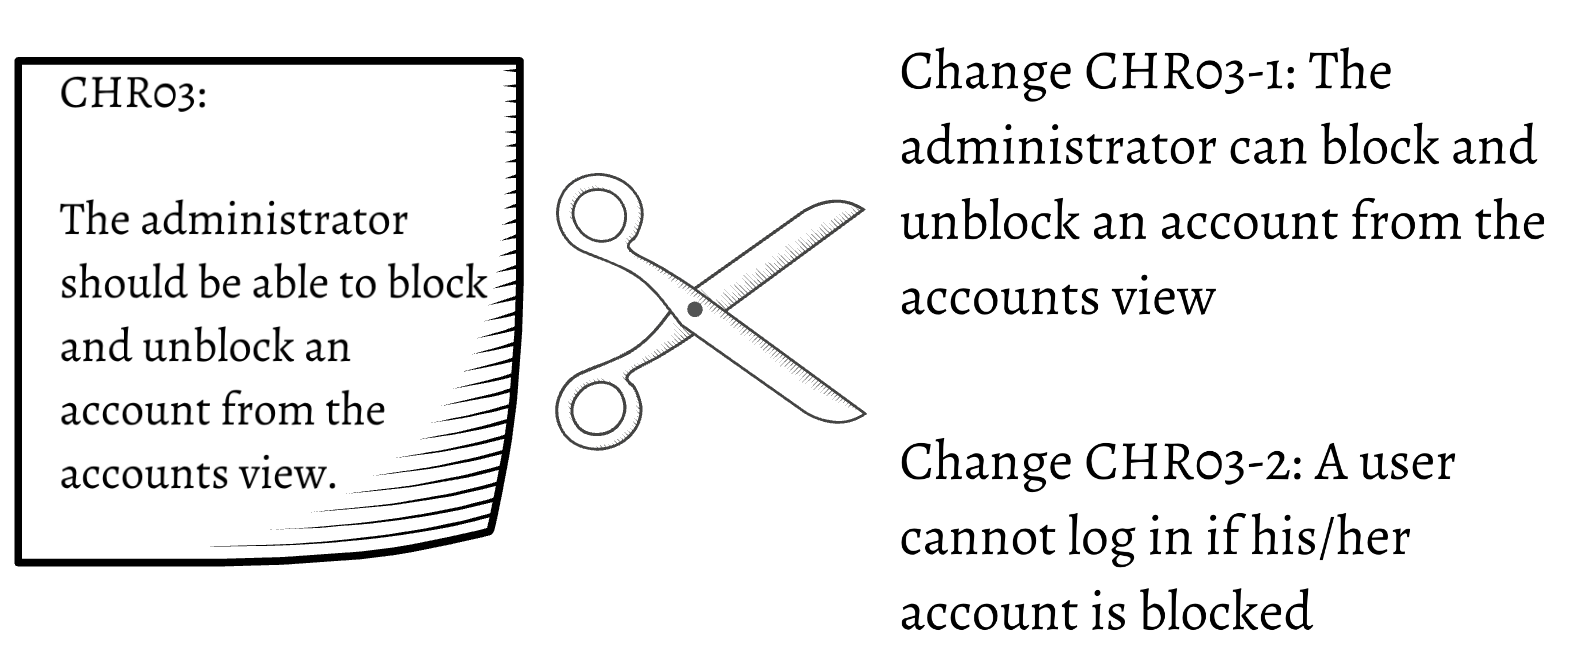 CHR03:
The administrator
should be able to block
and unblock an
account from the
accounts view.
Change CHR03-1: The
administrator can block and
unblock an account from the
accounts view
Change CHR03-2: A user
cannot log in if his/her
account is blocked